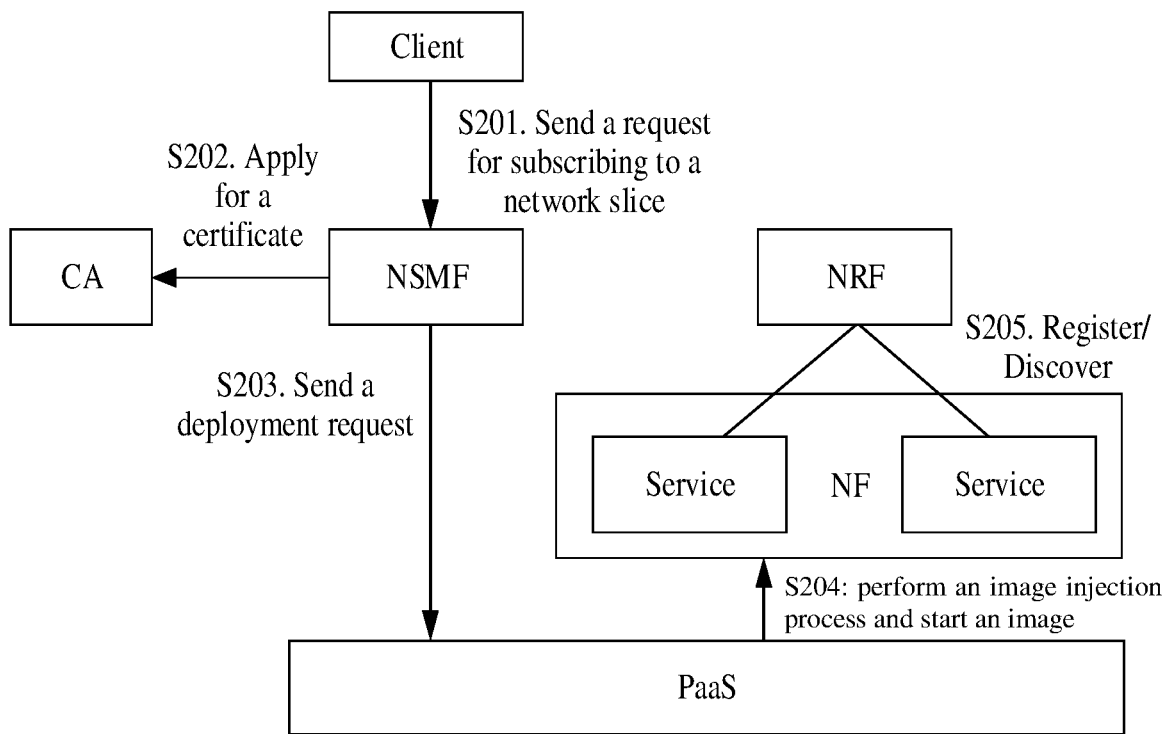 Client
S201. Send a request
for subscribing to a
network slice
S202. Apply
for a
certificate
CA
NSMF
NRF
S205. Register/
Discover
S203. Send a
deployment request
Service
NF
Service
S204: perform an image injection
process and start an image
PaaS